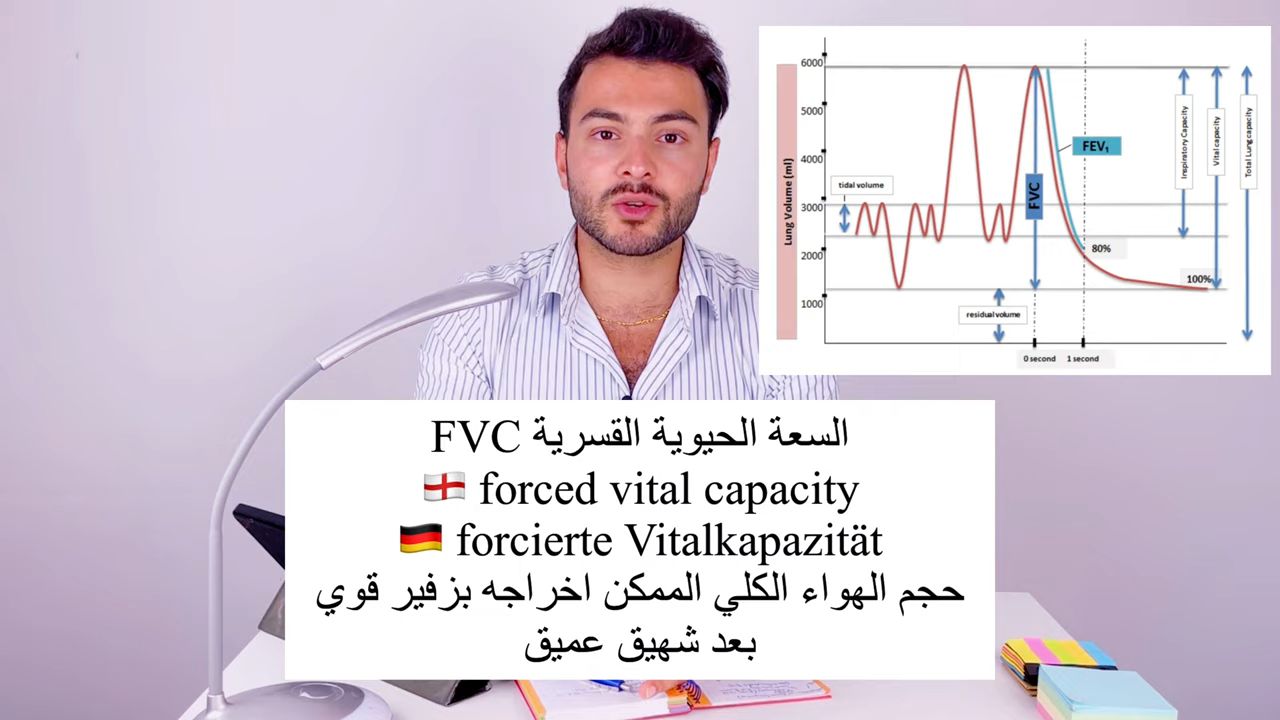 6000
5000
4000
3000
2000
1000
Lung Volume (ml)
tidal volume
FVC
FEV₁
80%
100%
residual volume
0 second
1 second
Inspiratory Capacity
Vital capacity
Total Lung capacity
السعة الحيوية القسرية FVC
🏴󠁧󠁢󠁥󠁮󠁧󠁿 forced vital capacity
🇩🇪 forcierte Vitalkapazität
حجم الهواء الكلي الممكن اخراجه بزفير قوي
بعد شهيق عميق